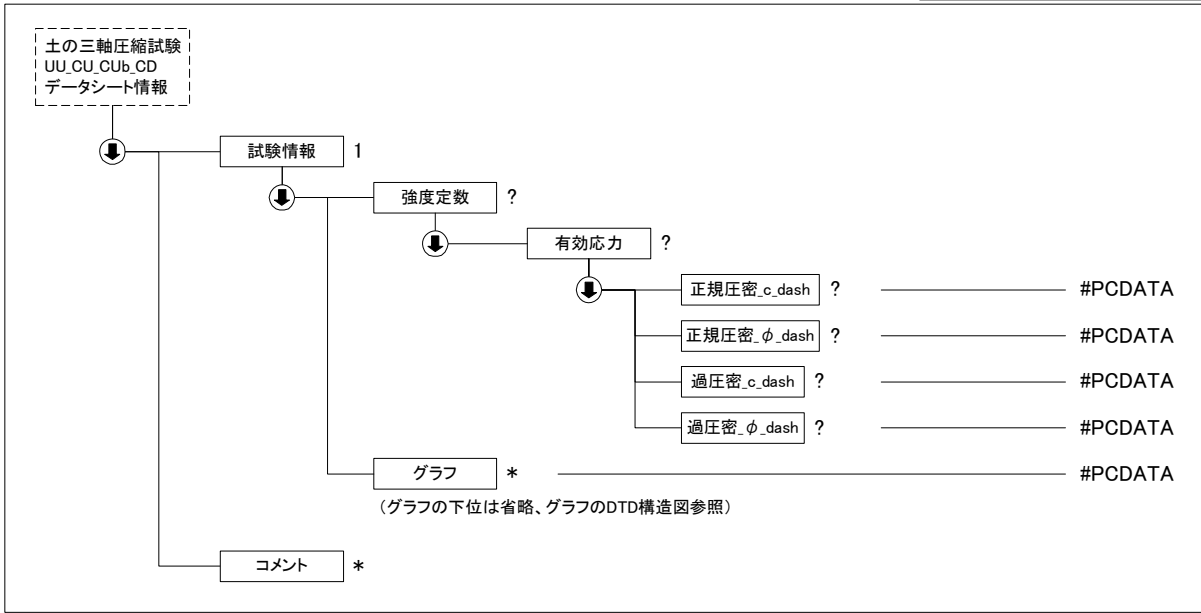 土の三軸圧縮試験
UU_CU_CUb_CD
データシート情報
試験情報 1
強度定数 ?
有効応力 ?
正規圧密_c_dash ? #PCDATA
正規圧密_φ_dash ? #PCDATA
過圧密_c_dash ? #PCDATA
過圧密_φ_dash ? #PCDATA
グラフ * #PCDATA
(グラフの下位は省略、グラフのDTD構造図参照)
コメント *